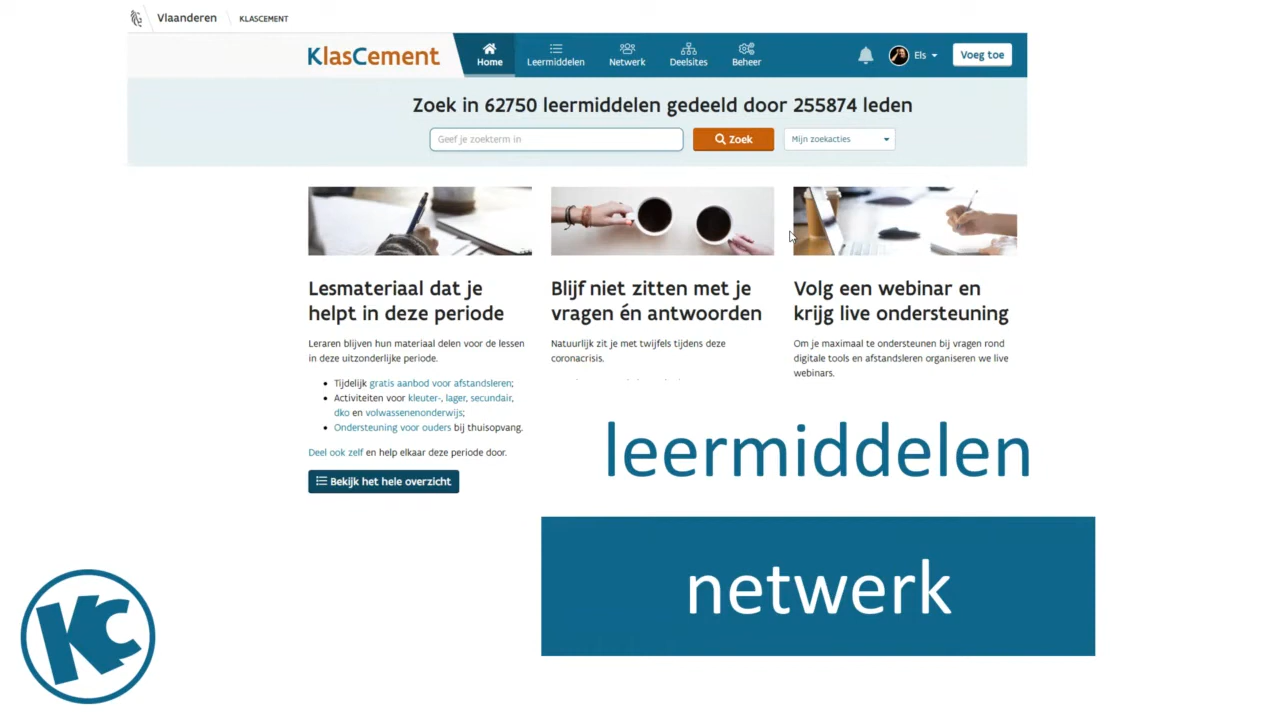 Vlaanderen
KLASCEMENT
KlasCement
Home
Leermiddelen
Netwerk
Deelsites
Beheer
Els
Voeg toe
Zoek in 62750 leermiddelen gedeeld door 255874 leden
Geef je zoekterm in
Zoek
Mijn zoekacties
Lesmateriaal dat je
helpt in deze periode
Leraren blijven hun materiaal delen voor de lessen
in deze uitzonderlijke periode.
• Tijdelijk gratis aanbod voor afstandsleren;
• Activiteiten voor kleuter-, lager, secundair,
dko en volwassenenonderwijs;
• Ondersteuning voor ouders bij thuisopvang.
Deel ook zelf en help elkaar deze periode door.
Bekijk het hele overzicht
Blijf niet zitten met je
vragen én antwoorden
Natuurlijk zit je met twijfels tijdens deze
coronacrisis.
Volg een webinar en
krijg live ondersteuning
Om je maximaal te ondersteunen bij vragen rond
digitale tools en afstandsleren organiseren we live
webinars.
leermiddelen
netwerk
KC